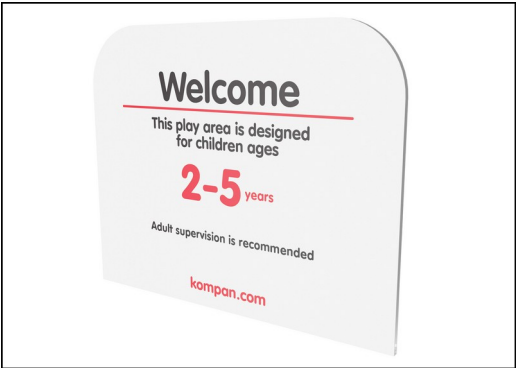 Welcome
This play area is designed
for children ages
2-5 years
Adult supervision is recommended
kompan.com